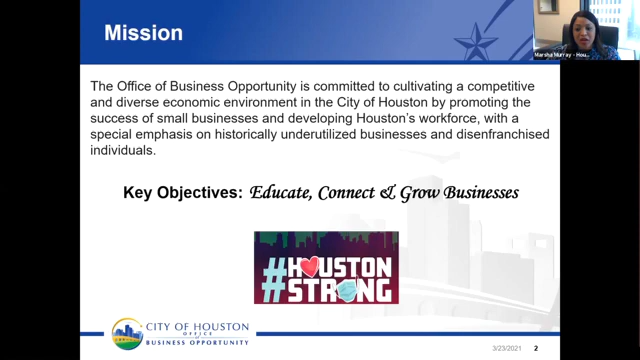 Mission
Marsha Murray - Hou...
The Office of Business Opportunity is committed to cultivating a competitive
and diverse economic environment in the City of Houston by promoting the
success of small businesses and developing Houston's workforce, with a
special emphasis on historically underutilized businesses and disenfranchised
individuals.
Key Objectives: Educate, Connect & Grow Businesses
#HOUSTON
STRONG
CITY OF HOUSTON
OFFICE
BUSINESS OPPORTUNITY
3/23/2021 2